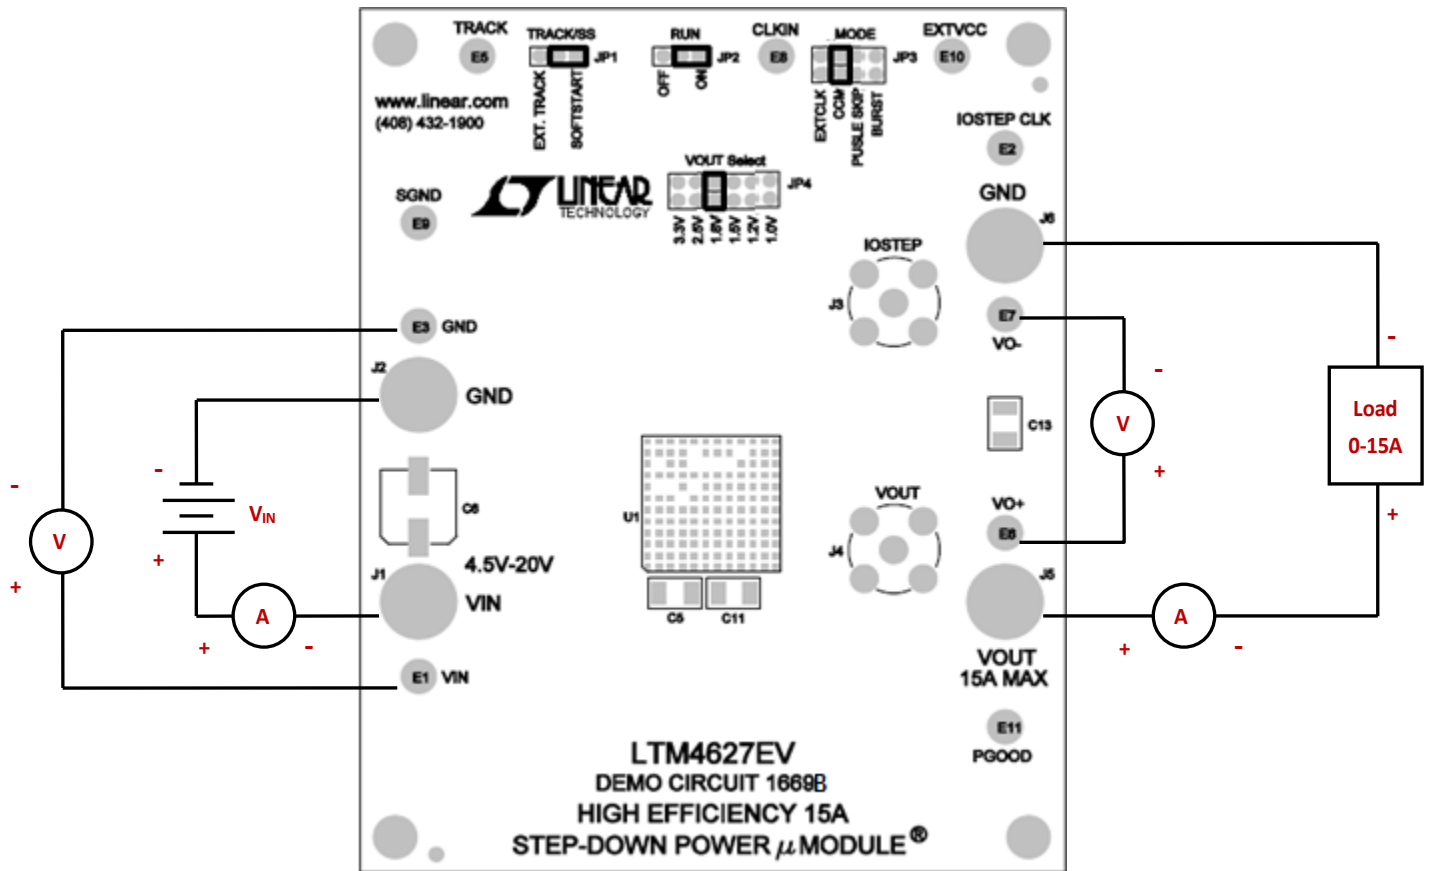 TRACK
E5
TRACK/SS
JP1
EXT. TRACK
SOFTSTART
RUN
JP2
OFF
ON
CLKIN
E8
MODE
JP3
EXTCLK
CCM
PUSLE SKIP
BURST
EXTVCC
E10
www.linear.com
(408) 432-1900
IOSTEP CLK
E2
VOUT Select
JP4
3.3V
2.5V
1.8V
1.5V
1.2V
1.0V
LINEAR
TECHNOLOGY
SGND
E9
GND
J6
IOSTEP
J3
E3 GND
E7
VO-
J2
GND
C13
- V +
- VIN +
+ A -
C6
4.5V-20V
J1
VIN
E1 VIN
U1
C5
C11
VOUT
J4
VO+
E6
J5
VOUT
15A MAX
E11
PGOOD
- V +
-
Load
0-15A
+
+ A -
LTM4627EV
DEMO CIRCUIT 1669B
HIGH EFFICIENCY 15A
STEP-DOWN POWER µMODULE®